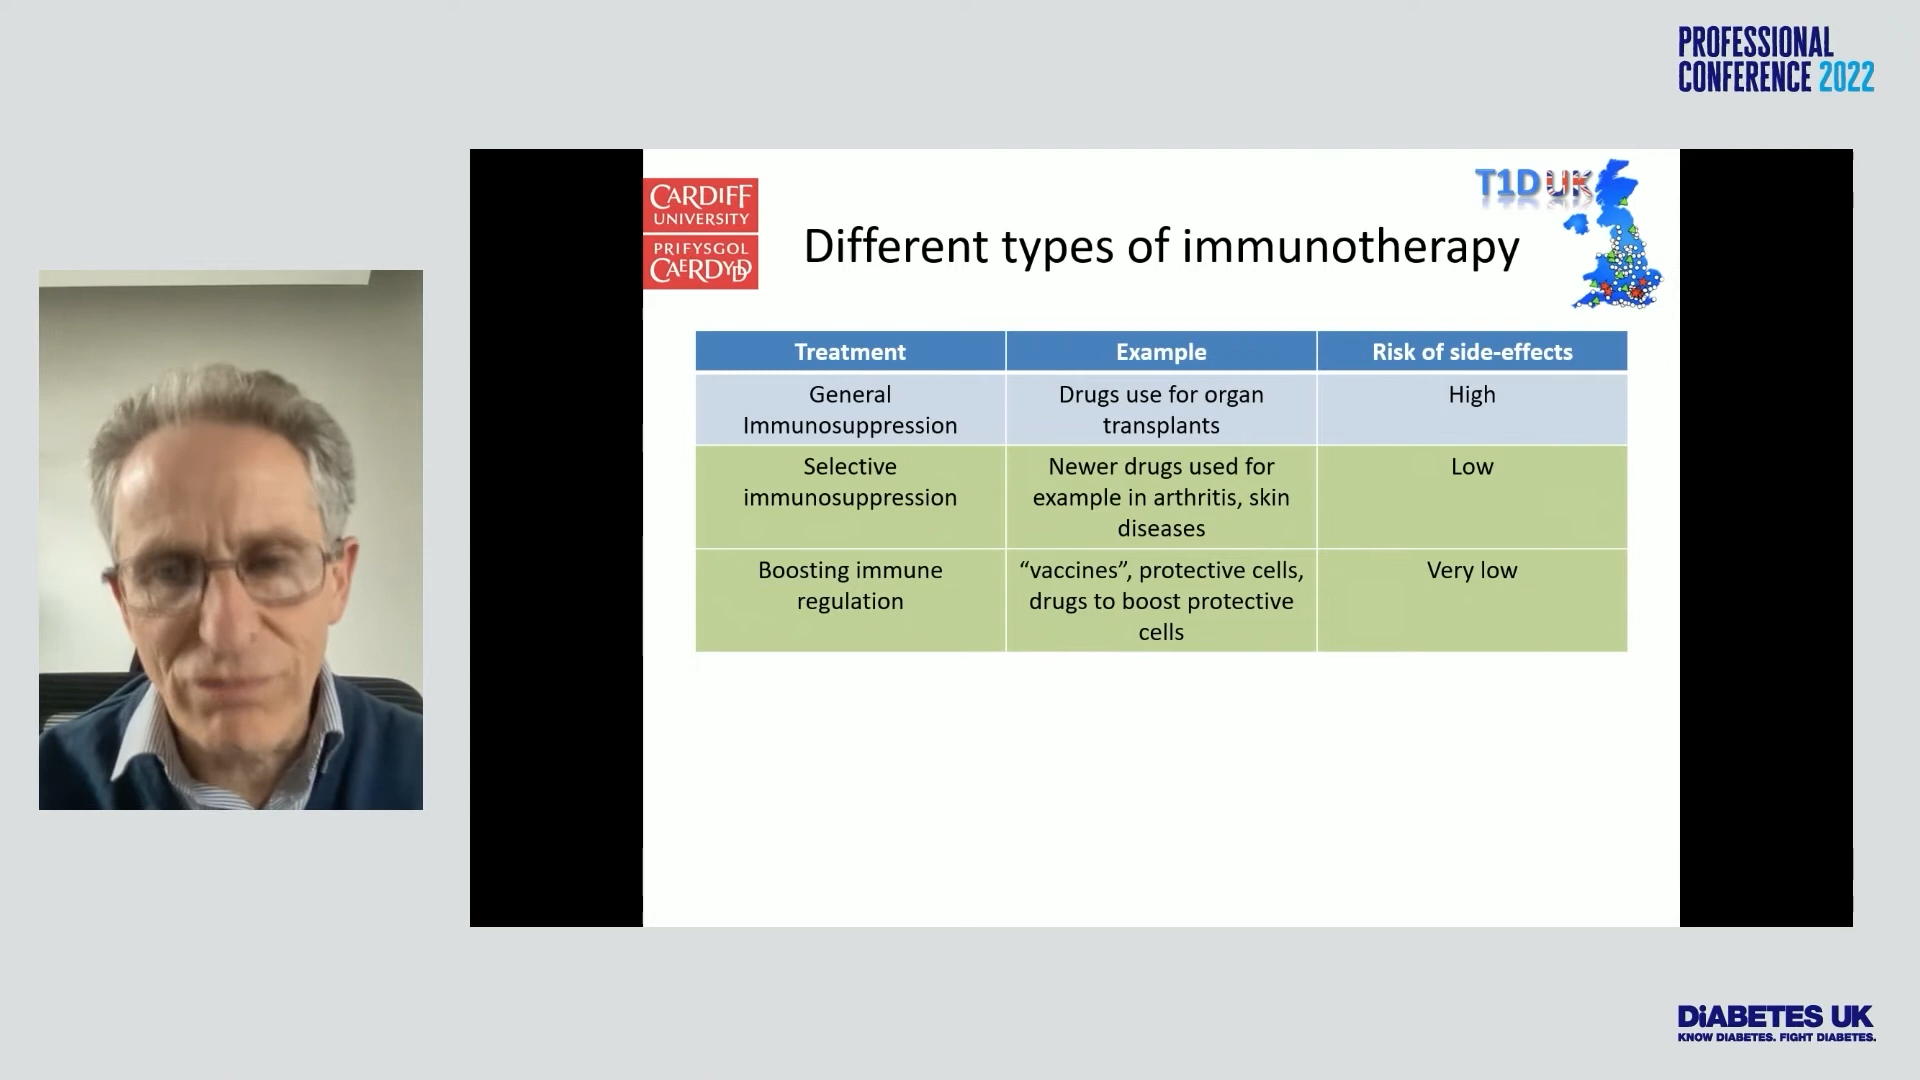 PROFESSIONAL
CONFERENCE 2022
CARDIFF
UNIVERSITY
PRIFYSGOL
CAERDYDD
T1D UK
Different types of immunotherapy
Treatment
Example
Risk of side-effects
General
Immunosuppression
Drugs use for organ
transplants
High
Selective
immunosuppression
Newer drugs used for
example in arthritis, skin
diseases
Low
Boosting immune
regulation
“vaccines”, protective cells,
drugs to boost protective
cells
Very low
DiABETES UK
KNOW DIABETES. FIGHT DIABETES.